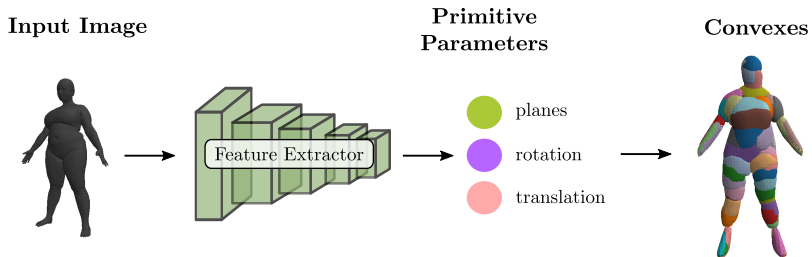 Input Image
Primitive
Parameters
Convexes
Feature Extractor
planes
rotation
translation